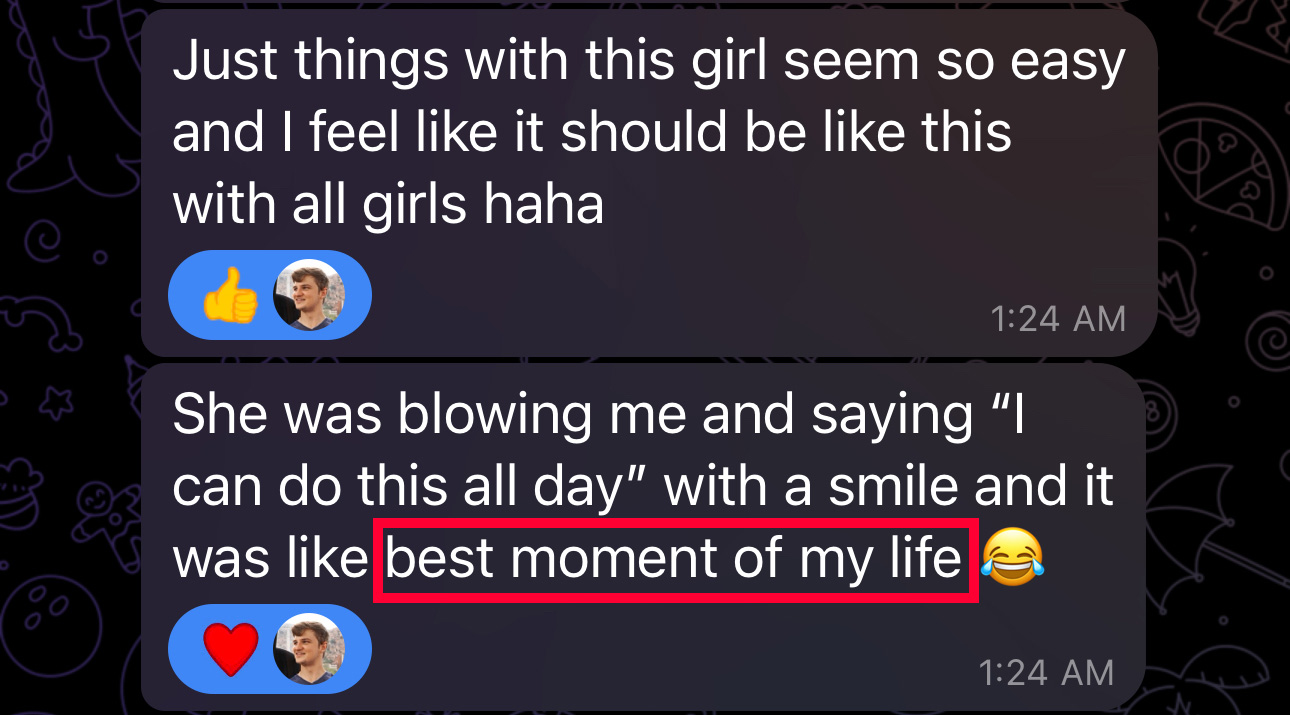 Just things with this girl seem so easy
and I feel like it should be like this
with all girls haha
1:24 AM
She was blowing me and saying “I
can do this all day” with a smile and it
was like best moment of my life 😂
1:24 AM